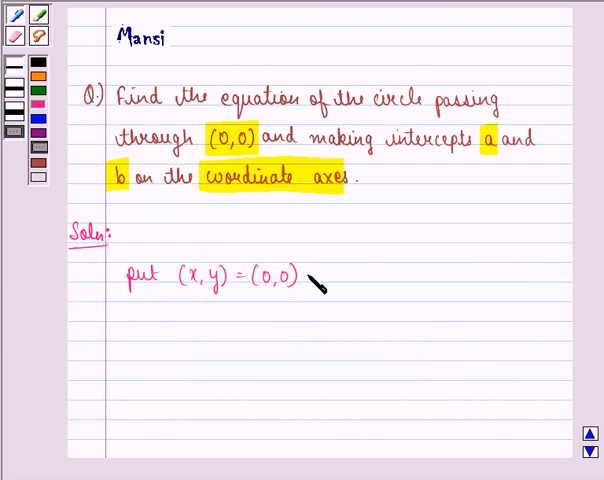 Mansi
Q.) Find the equation of the circle passing
through (0,0) and making intercepts a and
b on the coordinate axes.
Soln:
put (x, y) = (0,0)